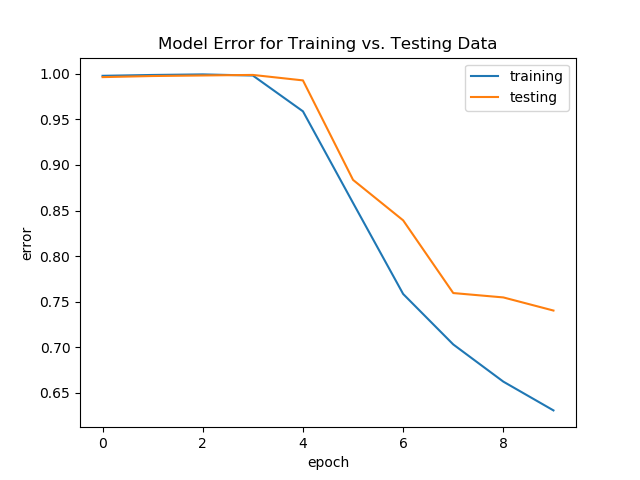 Model Error for Training vs. Testing Data
training
testing
1.00
0.95
0.90
0.85
0.80
0.75
0.70
0.65
error
0
2
4
6
8
epoch